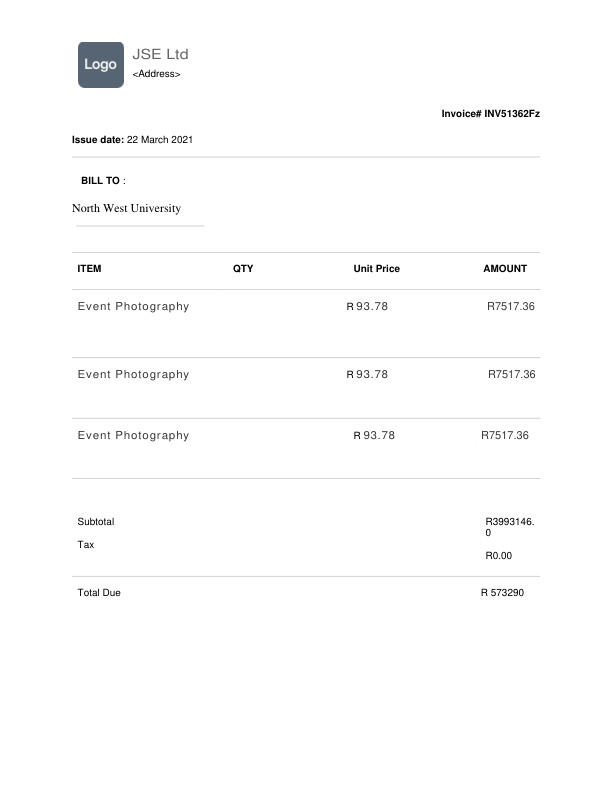 Logo
JSE Ltd
<Address>
Invoice# INV51362Fz
Issue date: 22 March 2021
BILL TO :
North West University
ITEM QTY Unit Price AMOUNT
Event Photography R 93.78 R7517.36
Event Photography R 93.78 R7517.36
Event Photography R 93.78 R7517.36
Subtotal R3993146.
0
Tax
R0.00
Total Due R 573290